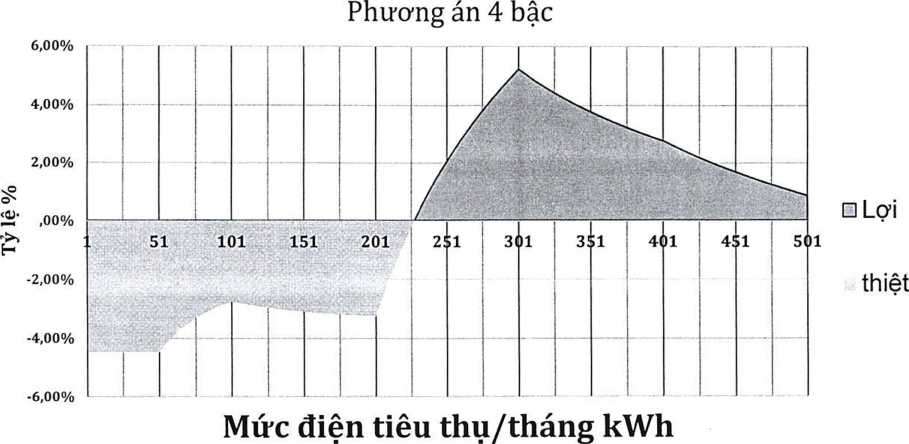 Phương án 4 bậc
6,00%
4,00%
2,00%
,00%
-2,00%
-4,00%
-6,00%
Tỷ lệ %
1 51 101 151 201 251 301 351 401 451 501
Lợi
thiệt
Mức điện tiêu thụ/tháng kWh